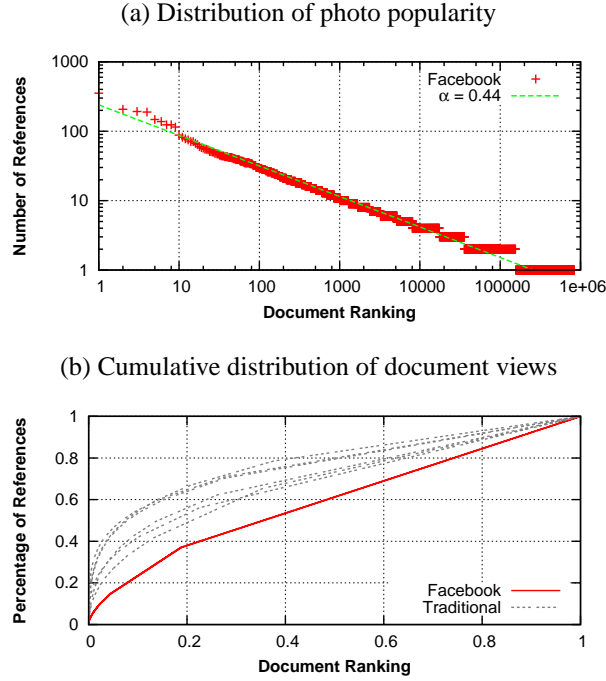 (a) Distribution of photo popularity
1000
100
10
1
1 10 100 1000 10000 100000 1e+06
Number of References
Document Ranking
Facebook
α = 0.44
(b) Cumulative distribution of document views
1
0.8
0.6
0.4
0.2
0
0 0.2 0.4 0.6 0.8 1
Percentage of References
Document Ranking
Facebook
Traditional